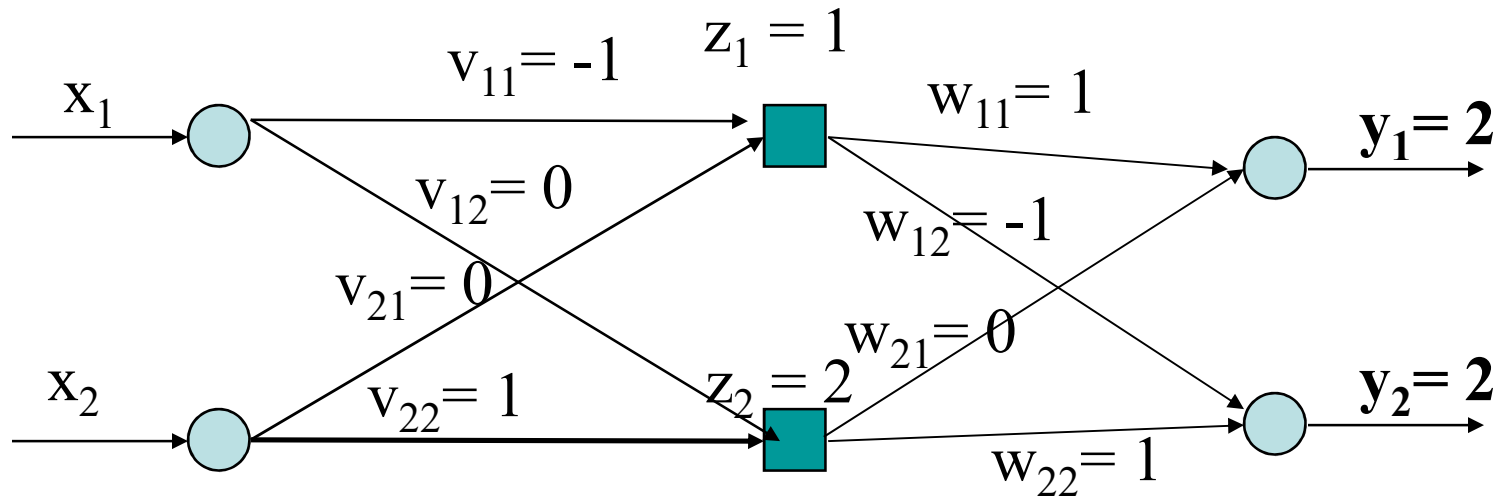 z₁ = 1
v₁₁= -1
x₁
w₁₁= 1
y₁= 2
v₁₂= 0
w₁₂= -1
v₂₁= 0
w₂₁= 0
x₂
v₂₂= 1
z₂ = 2
y₂= 2
w₂₂= 1